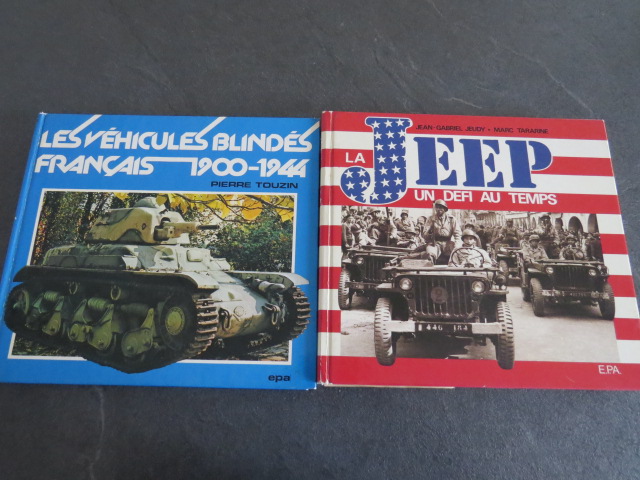 LES VÉHICULES BLINDÉS
FRANÇAIS 1900-1944
PIERRE TOUZIN
epa
JEAN-GABRIEL JEUDY • MARC TARARINE
LA JEEP
UN DEFI AU TEMPS
E.P.A.